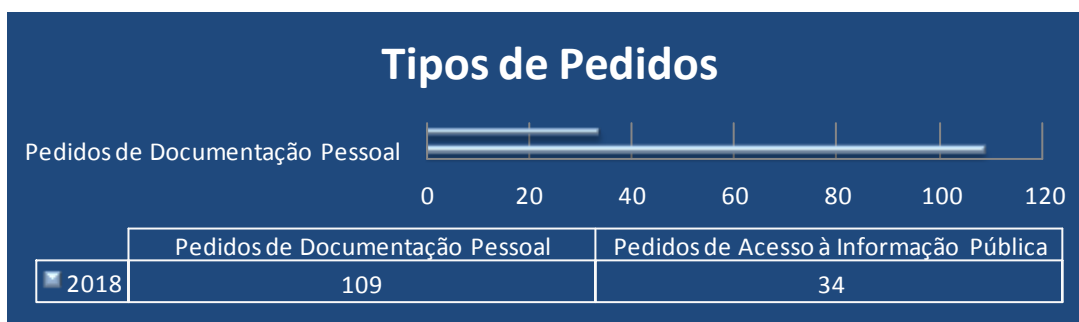 Tipos de Pedidos
Pedidos de Documentação Pessoal
0 20 40 60 80 100 120
Pedidos de Documentação Pessoal Pedidos de Acesso à Informação Pública
2018 109 34